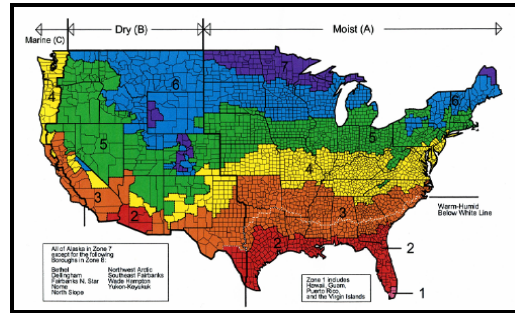 Marine (C)
Dry (B)
Moist (A)
7
6
6
4
5
5
4
3
3
2
2
Warm-Humid
Below White Line
2
1
All of Alaska in Zone 7
except for the following
Boroughs in Zone 8:
Bethel
Dellingham
Fairbanks N. Star
Nome
North Slope
Northwest Arctic
Southeast Fairbanks
Wade Hampton
Yukon-Koyukuk
Zone 1 includes
Hawaii, Guam,
Puerto Rico,
and the Virgin Islands